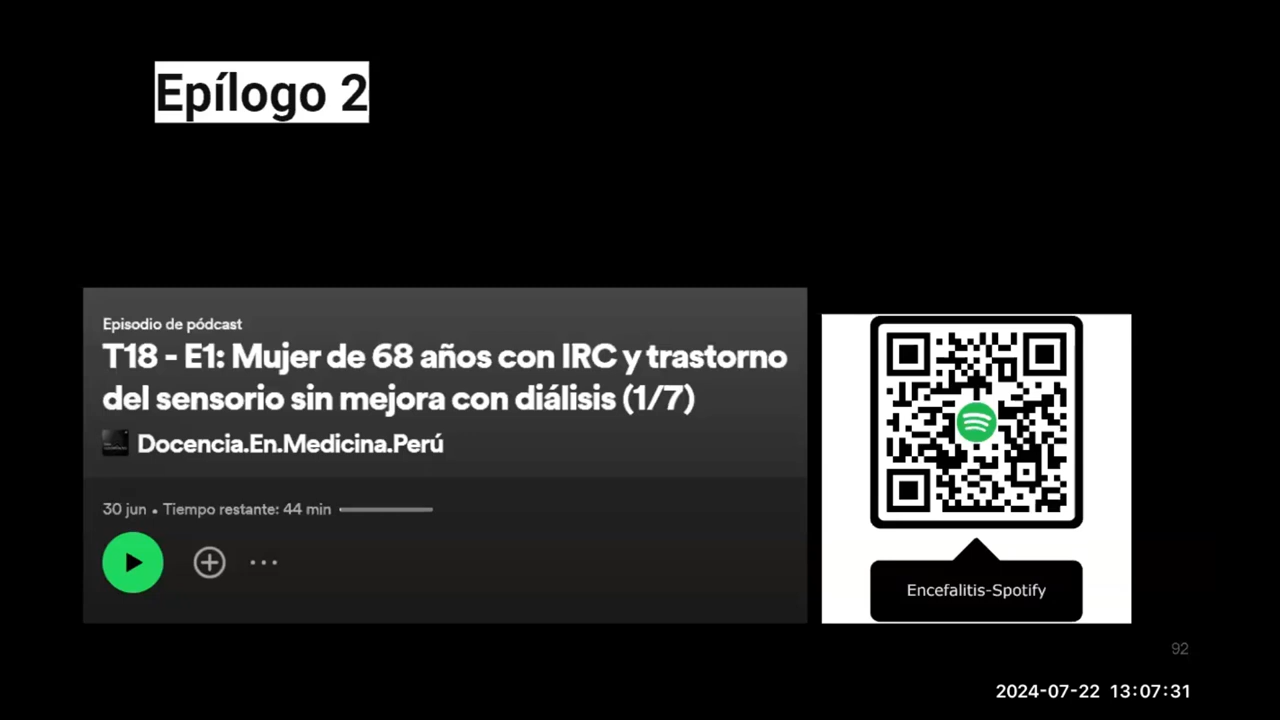 Epílogo 2
Episodio de pódcast
T18 - E1: Mujer de 68 años con IRC y trastorno
del sensorio sin mejora con diálisis (1/7)
Docencia.En.Medicina.Perú
30 jun • Tiempo restante: 44 min
Encefalitis-Spotify
92
2024-07-22 13:07:31